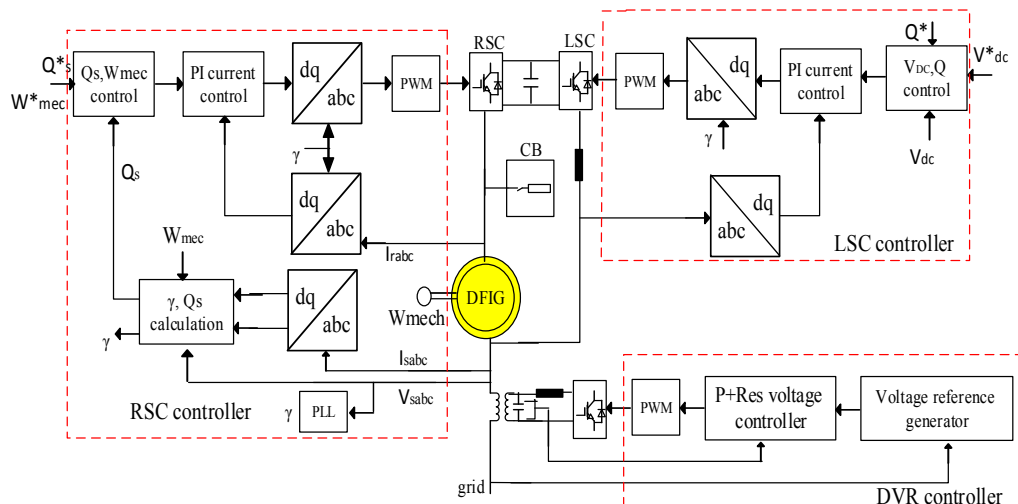 Q*s
W*mec
Qs,Wmec
control
PI current
control
dq
abc
PWM
RSC
LSC
PWM
dq
abc
PI current
control
Q*
V*dc
VDC,Q
control
Vdc
γ
γ
Qs
dq
abc
CB
dq
abc
LSC controller
Irabc
Wmec
γ, Qs
calculation
γ
dq
abc
DFIG
Wmech
Isabc
Vsabc
RSC controller
γ
PLL
PWM
P+Res voltage
controller
Voltage reference
generator
grid
DVR controller